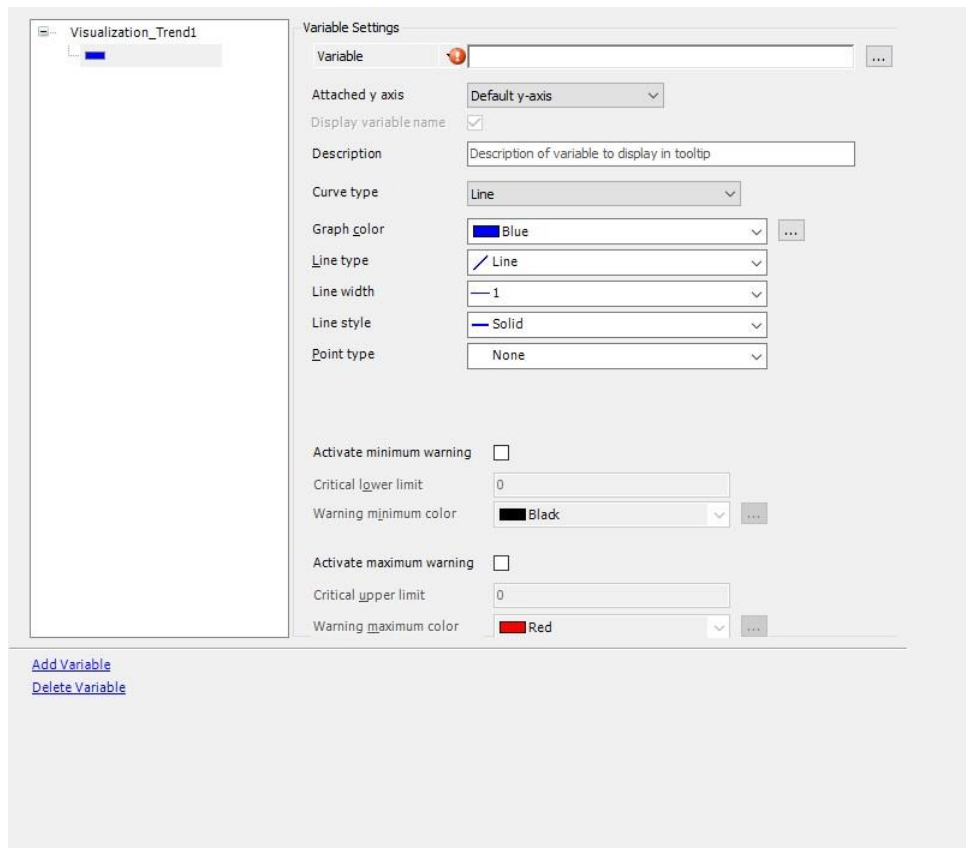 Visualization_Trend1
Variable Settings
Variable
...
Attached y axis Default y-axis
Display variable name
Description Description of variable to display in tooltip
Curve type Line
Graph color Blue ...
Line type Line
Line width 1
Line style Solid
Point type None
Activate minimum warning
Critical lower limit 0
Warning minimum color Black ...
Activate maximum warning
Critical upper limit 0
Warning maximum color Red ...
Add Variable
Delete Variable